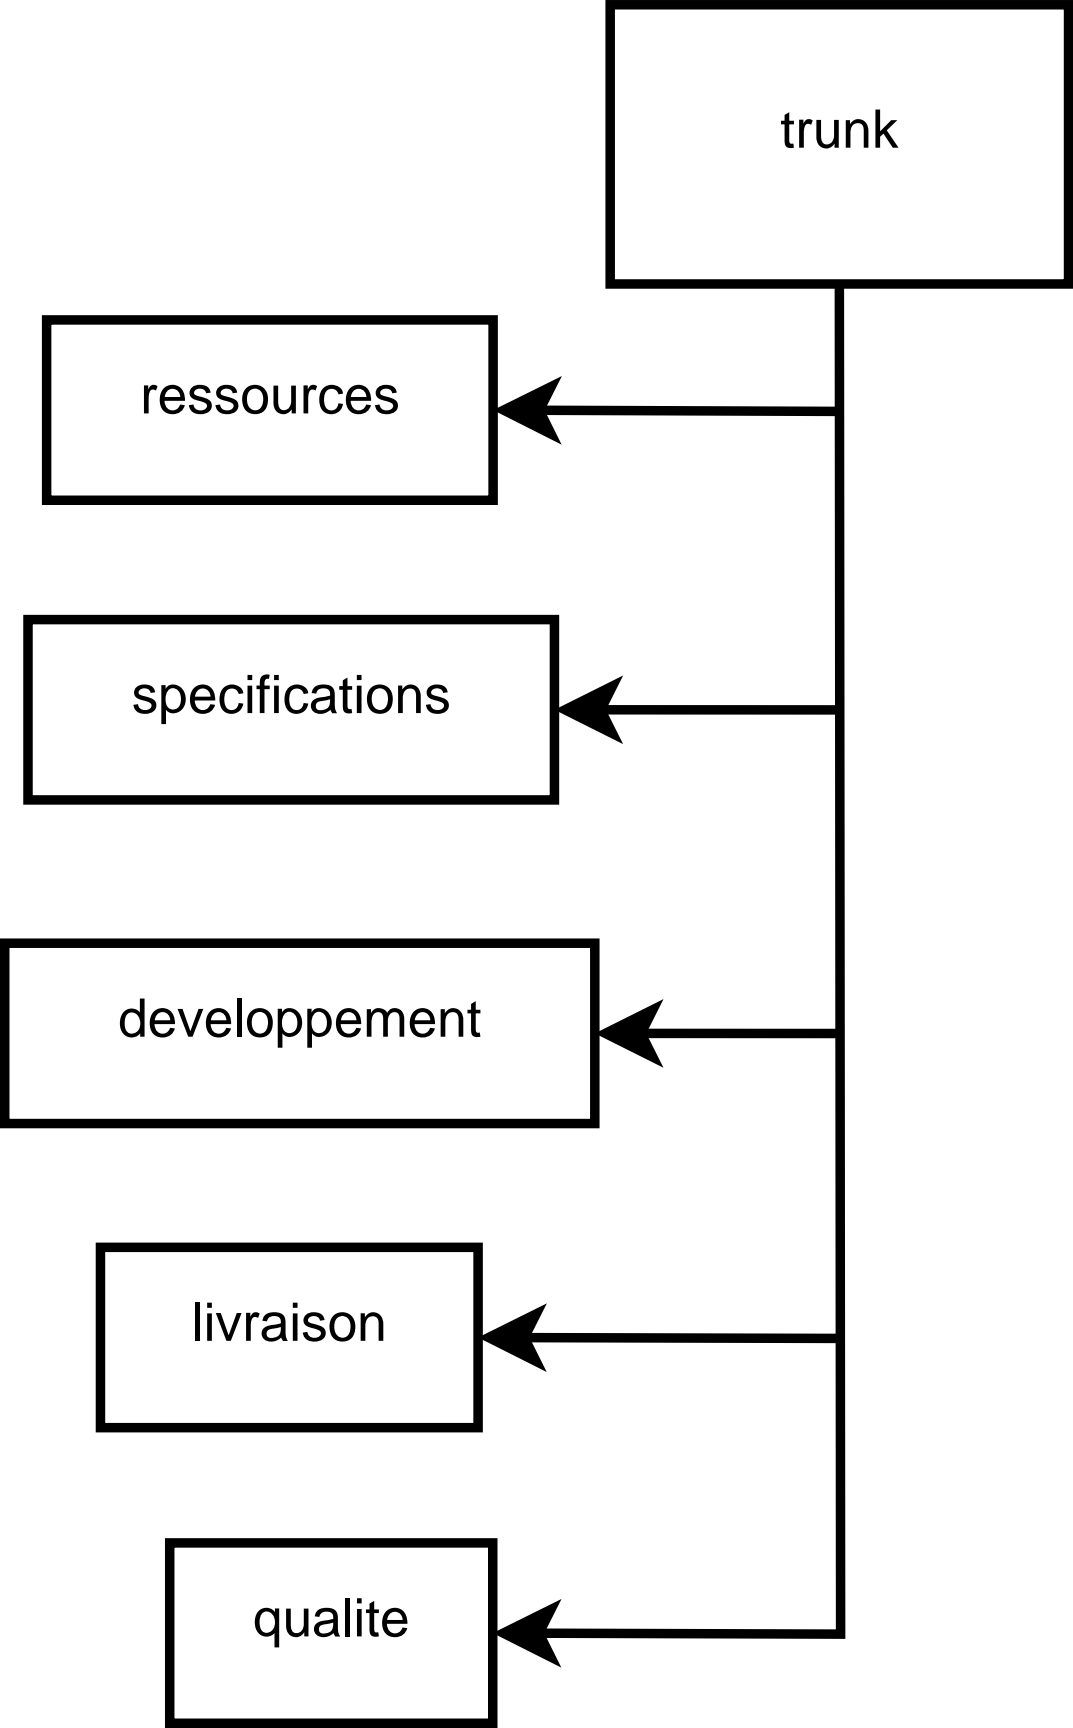 trunk
ressources
specifications
developpement
livraison
qualite